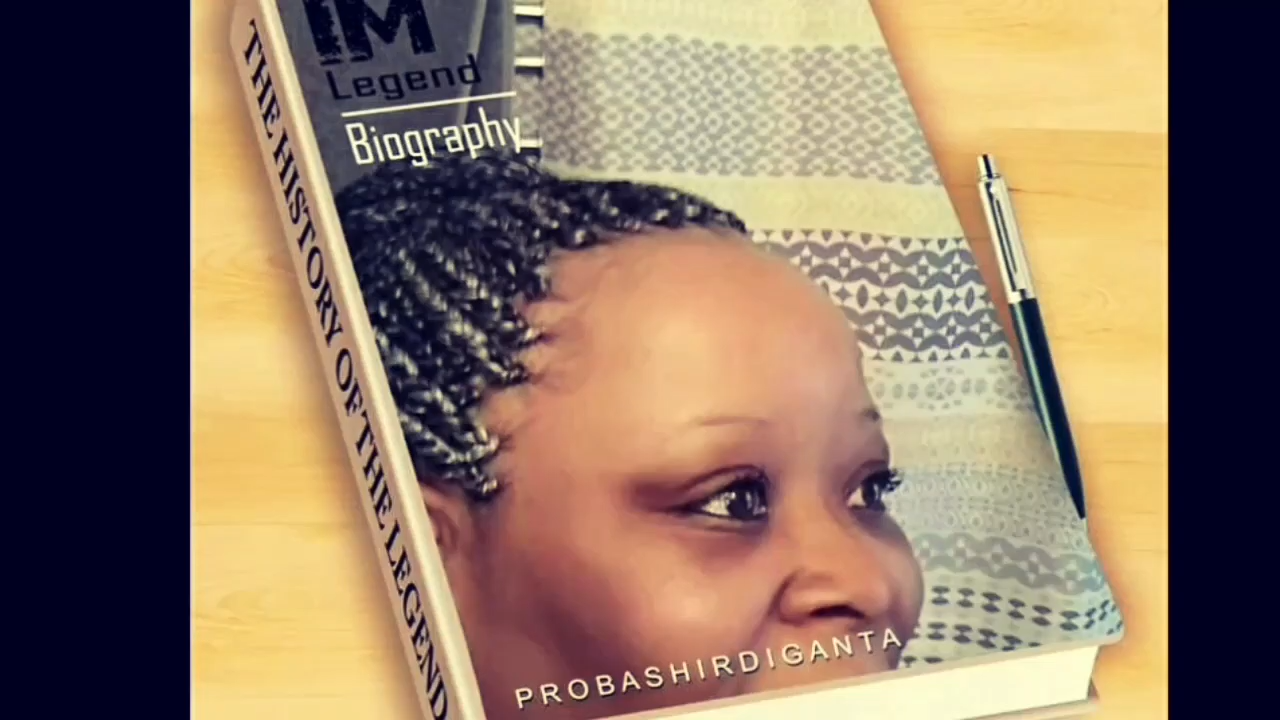 IM
Legend
Biography
THE HISTORY OF THE LEGEND
PROBASHIRDIGANTA